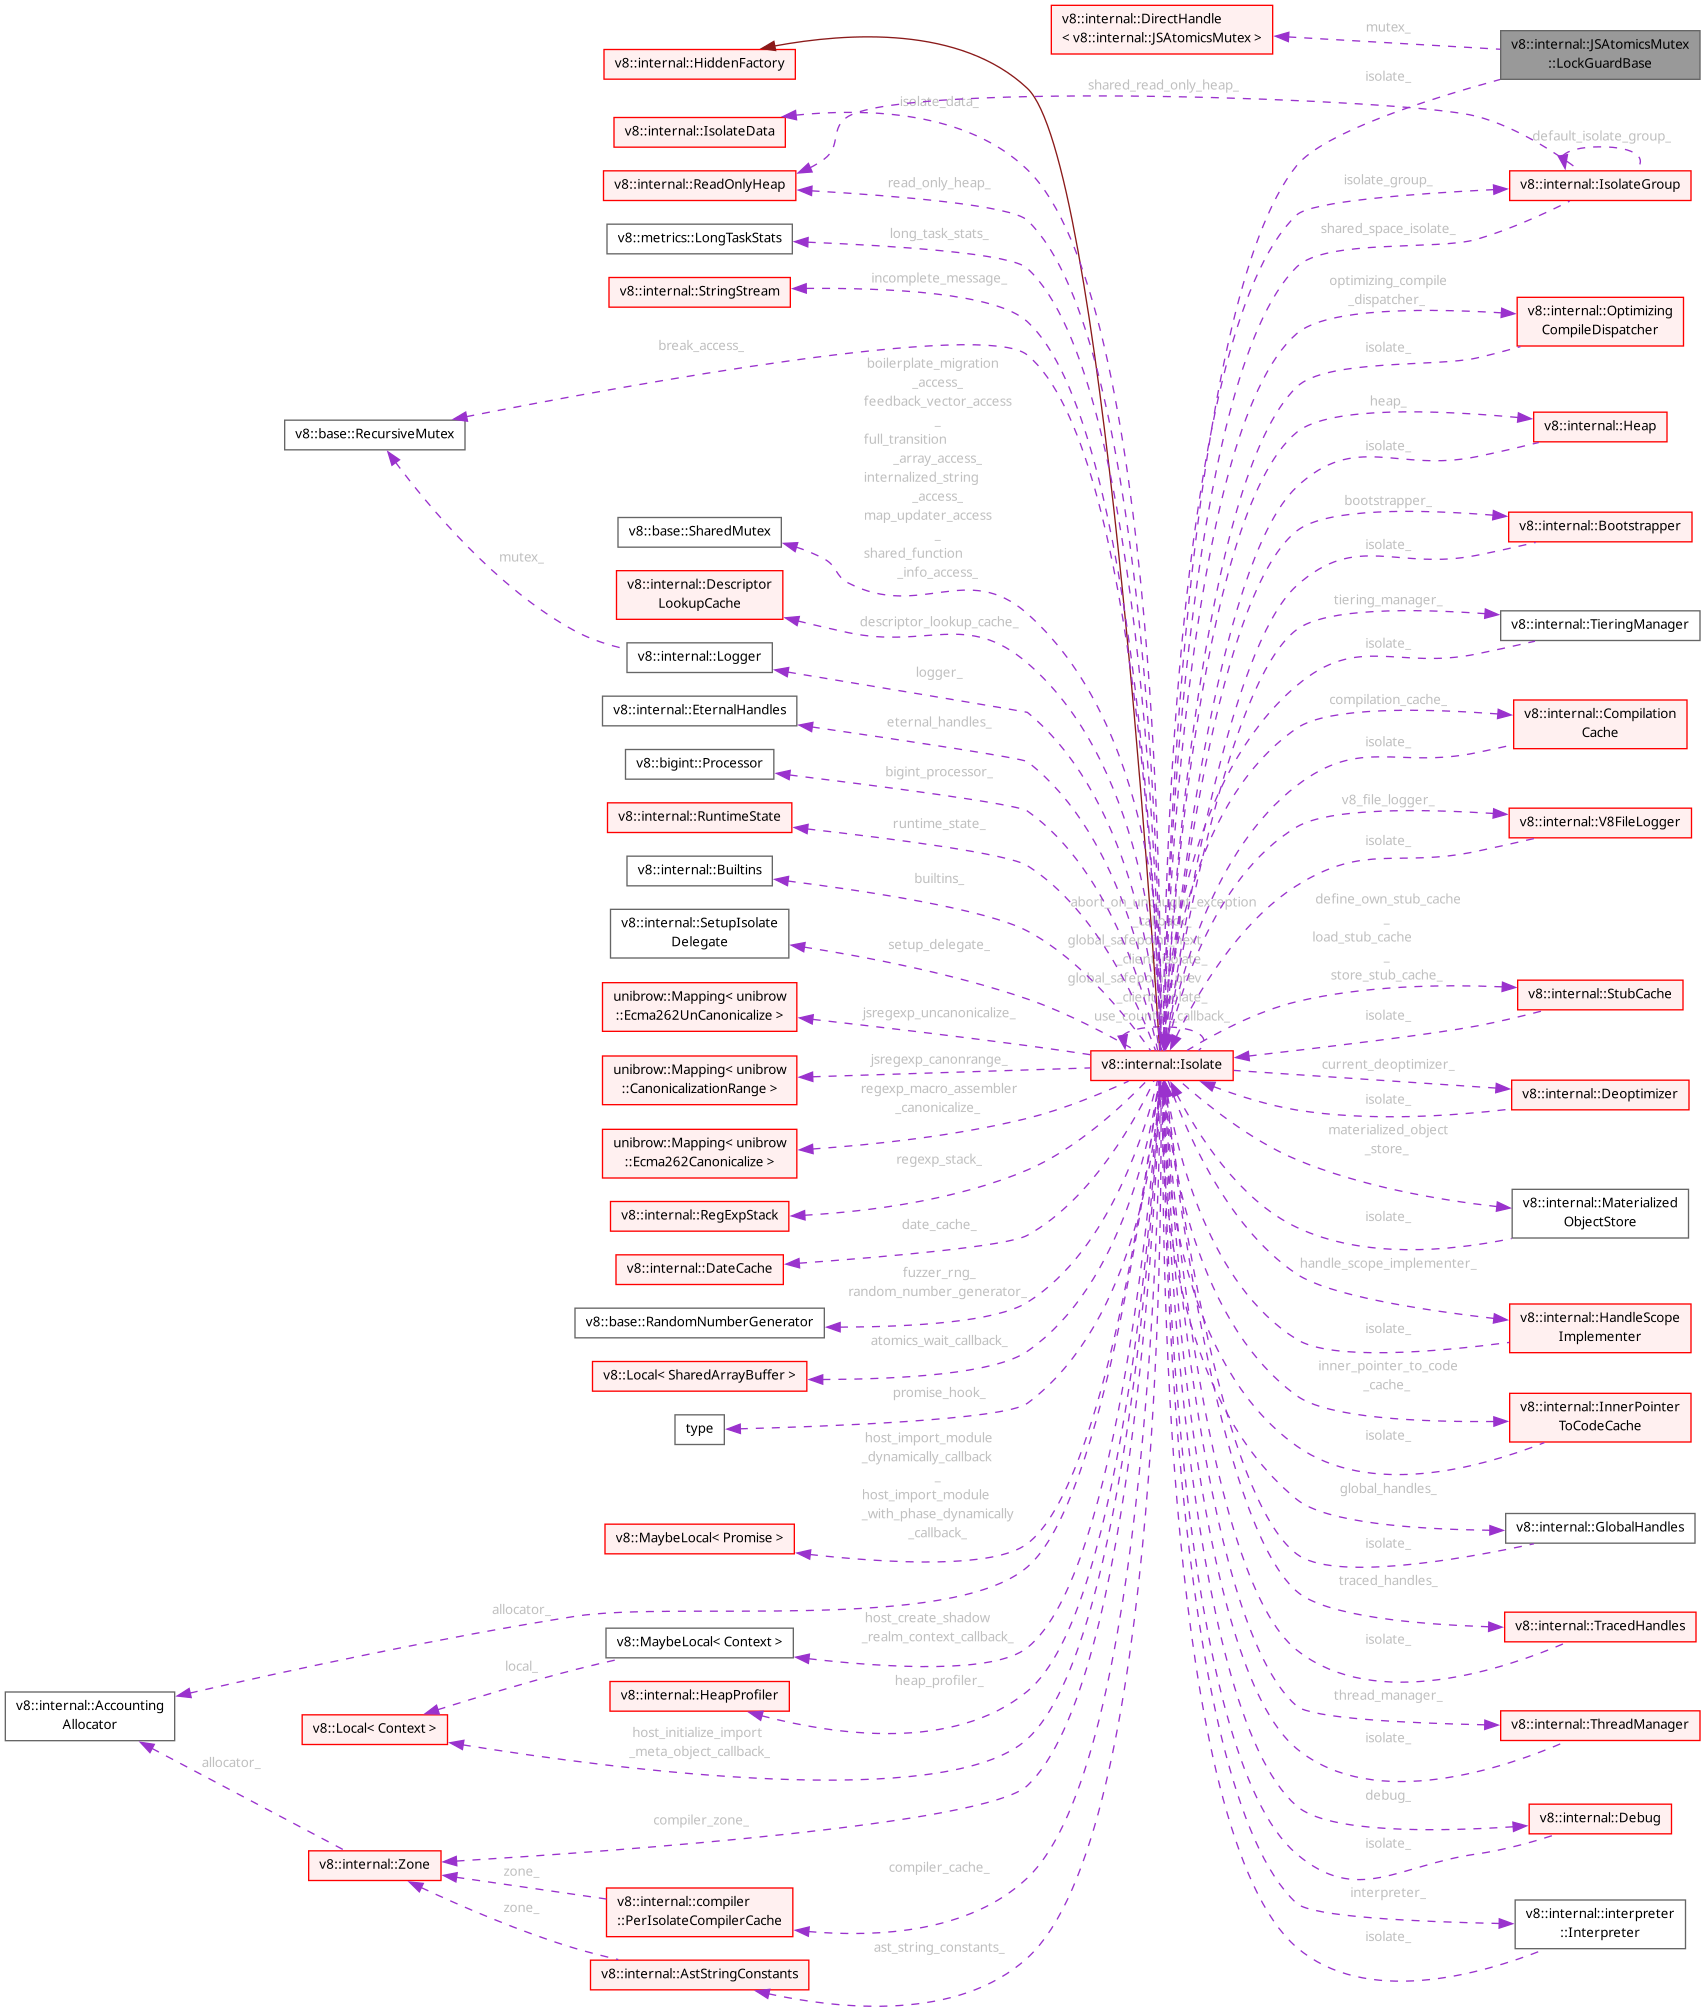 v8::internal::DirectHandle
< v8::internal::JSAtomicsMutex >
mutex_
v8::internal::JSAtomicsMutex
::LockGuardBase
v8::internal::HiddenFactory
isolate_
shared_read_only_heap_
isolate_data_
v8::internal::IsolateData
default_isolate_group_
v8::internal::ReadOnlyHeap
read_only_heap_
isolate_group_
v8::internal::IsolateGroup
v8::metrics::LongTaskStats
long_task_stats_
shared_space_isolate_
v8::internal::StringStream
incomplete_message_
optimizing_compile
_dispatcher_
v8::internal::Optimizing
CompileDispatcher
break_access_
isolate_
boilerplate_migration
_access_
feedback_vector_access
_
full_transition
_array_access_
internalized_string
_access_
map_updater_access
_
shared_function
_info_access_
heap_
v8::internal::Heap
v8::base::RecursiveMutex
isolate_
bootstrapper_
v8::internal::Bootstrapper
v8::base::SharedMutex
mutex_
isolate_
v8::internal::Descriptor
LookupCache
descriptor_lookup_cache_
tiering_manager_
v8::internal::TieringManager
v8::internal::Logger
logger_
isolate_
v8::internal::EternalHandles
eternal_handles_
compilation_cache_
v8::internal::Compilation
Cache
v8::bigint::Processor
bigint_processor_
isolate_
v8::internal::RuntimeState
runtime_state_
v8_file_logger_
v8::internal::V8FileLogger
isolate_
v8::internal::Builtins
builtins_
v8::internal::SetupIsolate
Delegate
setup_delegate_
define_own_stub_cache
_
load_stub_cache
_
store_stub_cache_
v8::internal::StubCache
unibrow::Mapping< unibrow
::Ecma262UnCanonicalize >
jsregexp_uncanonicalize_
isolate_
v8::internal::Isolate
unibrow::Mapping< unibrow
::CanonicalizationRange >
jsregexp_canonrange_
current_deoptimizer_
v8::internal::Deoptimizer
isolate_
regexp_macro_assembler
_canonicalize_
unibrow::Mapping< unibrow
::Ecma262Canonicalize >
materialized_object
_store_
v8::internal::Materialized
ObjectStore
regexp_stack_
v8::internal::RegExpStack
isolate_
date_cache_
v8::internal::DateCache
handle_scope_implementer_
fuzzer_rng_
random_number_generator_
v8::base::RandomNumberGenerator
v8::internal::HandleScope
Implementer
isolate_
atomics_wait_callback_
v8::Local< SharedArrayBuffer >
inner_pointer_to_code
_cache_
v8::internal::InnerPointer
ToCodeCache
promise_hook_
type
isolate_
host_import_module
_dynamically_callback
_
host_import_module
_with_phase_dynamically
_callback_
v8::MaybeLocal< Promise >
global_handles_
v8::internal::GlobalHandles
isolate_
traced_handles_
v8::internal::TracedHandles
isolate_
allocator_
host_create_shadow
_realm_context_callback_
v8::MaybeLocal< Context >
local_
heap_profiler_
v8::internal::HeapProfiler
v8::internal::Accounting
Allocator
v8::Local< Context >
host_initialize_import
_meta_object_callback_
thread_manager_
v8::internal::ThreadManager
isolate_
allocator_
compiler_zone_
debug_
v8::internal::Debug
isolate_
v8::internal::Zone
zone_
compiler_cache_
v8::internal::compiler
::PerIsolateCompilerCache
interpreter_
v8::internal::interpreter
::Interpreter
isolate_
zone_
ast_string_constants_
v8::internal::AstStringConstants